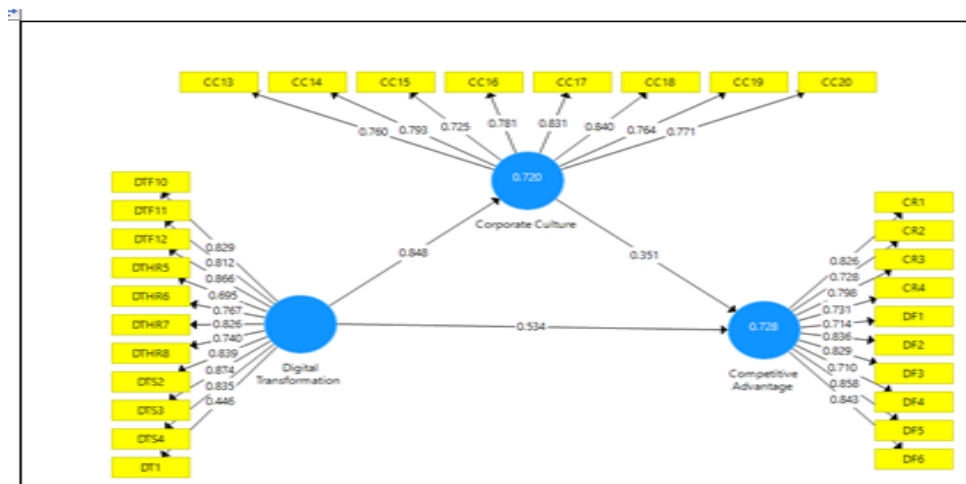 CC13 CC14 CC15 CC16 CC17 CC18 CC19 CC20
0.760 0.793 0.725 0.781 0.831 0.840 0.764 0.771
0.720
Corporate Culture
DTF10
DTF11
DTF12
DTHR5
DTHR6
DTHR7
DTHR8
DTS2
DTS3
DTS4
DT1
0.829
0.812
0.866
0.695
0.767
0.826
0.740
0.839
0.874
0.835
0.446
Digital
Transformation
0.848
0.351
0.534
0.728
Competitive
Advantage
0.826
0.728
0.798
0.731
0.714
0.836
0.829
0.710
0.858
0.843
CR1
CR2
CR3
CR4
DF1
DF2
DF3
DF4
DF5
DF6